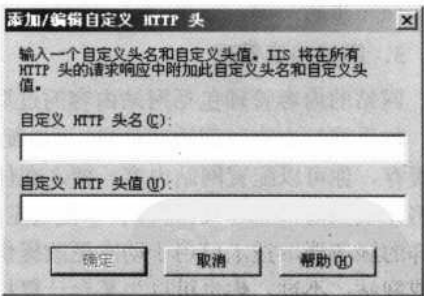 添加/编辑自定义 HTTP 头
输入一个自定义头名和自定义头值。IIS 将在所有
HTTP 头的请求响应中附加此自定义头名和自定义头
值。
自定义 HTTP 头名(C):
自定义 HTTP 头值(V):
确定
取消
帮助(H)